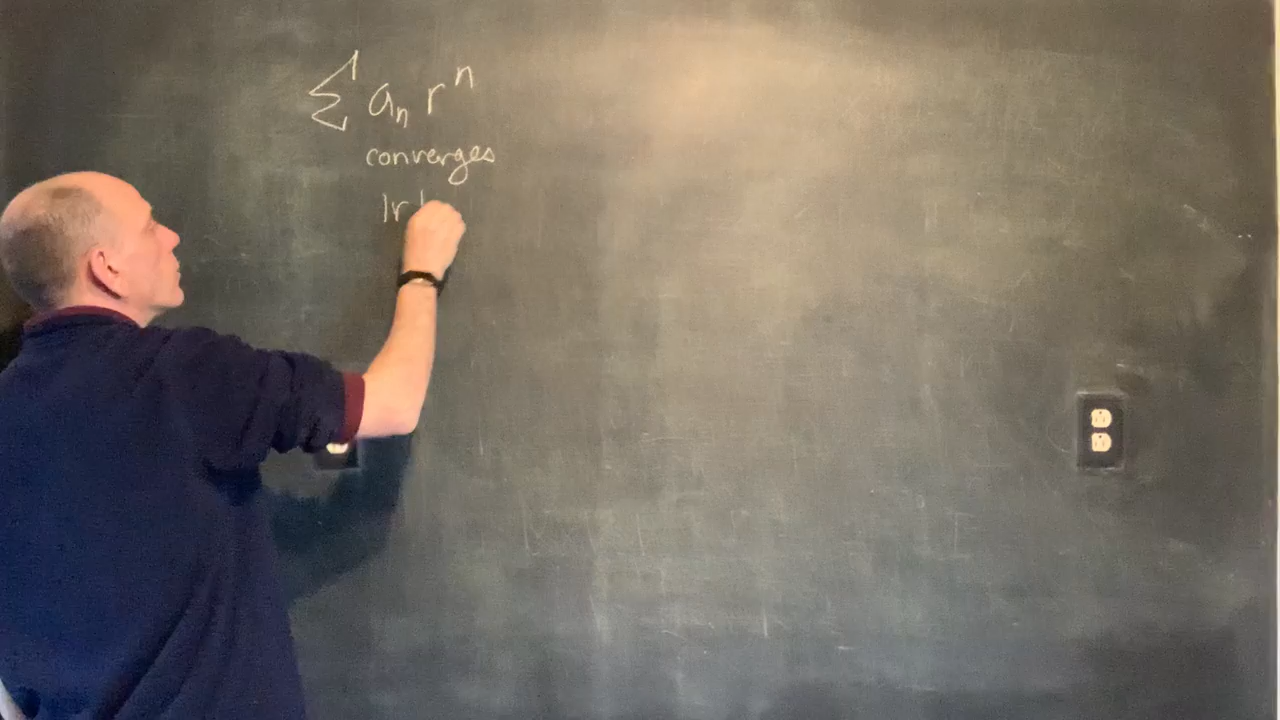 ∑ aₙ rⁿ
converges
|r|